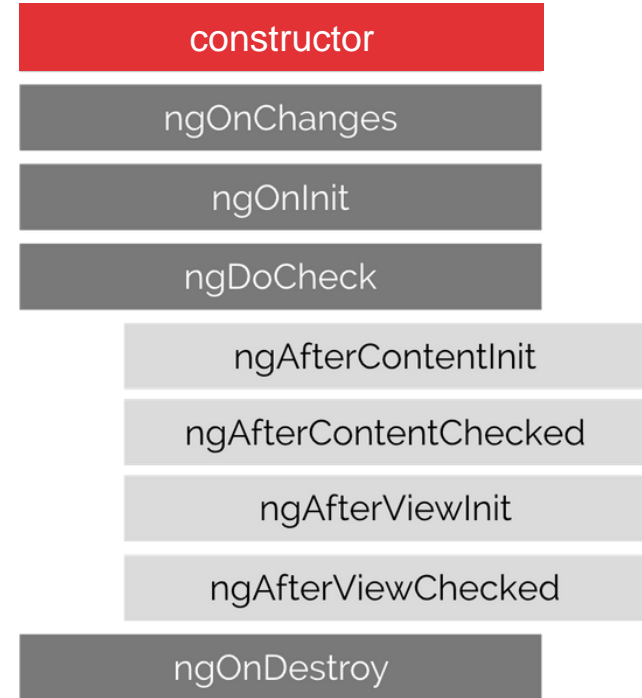 constructor
ngOnChanges
ngOnInit
ngDoCheck
ngAfterContentInit
ngAfterContentChecked
ngAfterViewInit
ngAfterViewChecked
ngOnDestroy